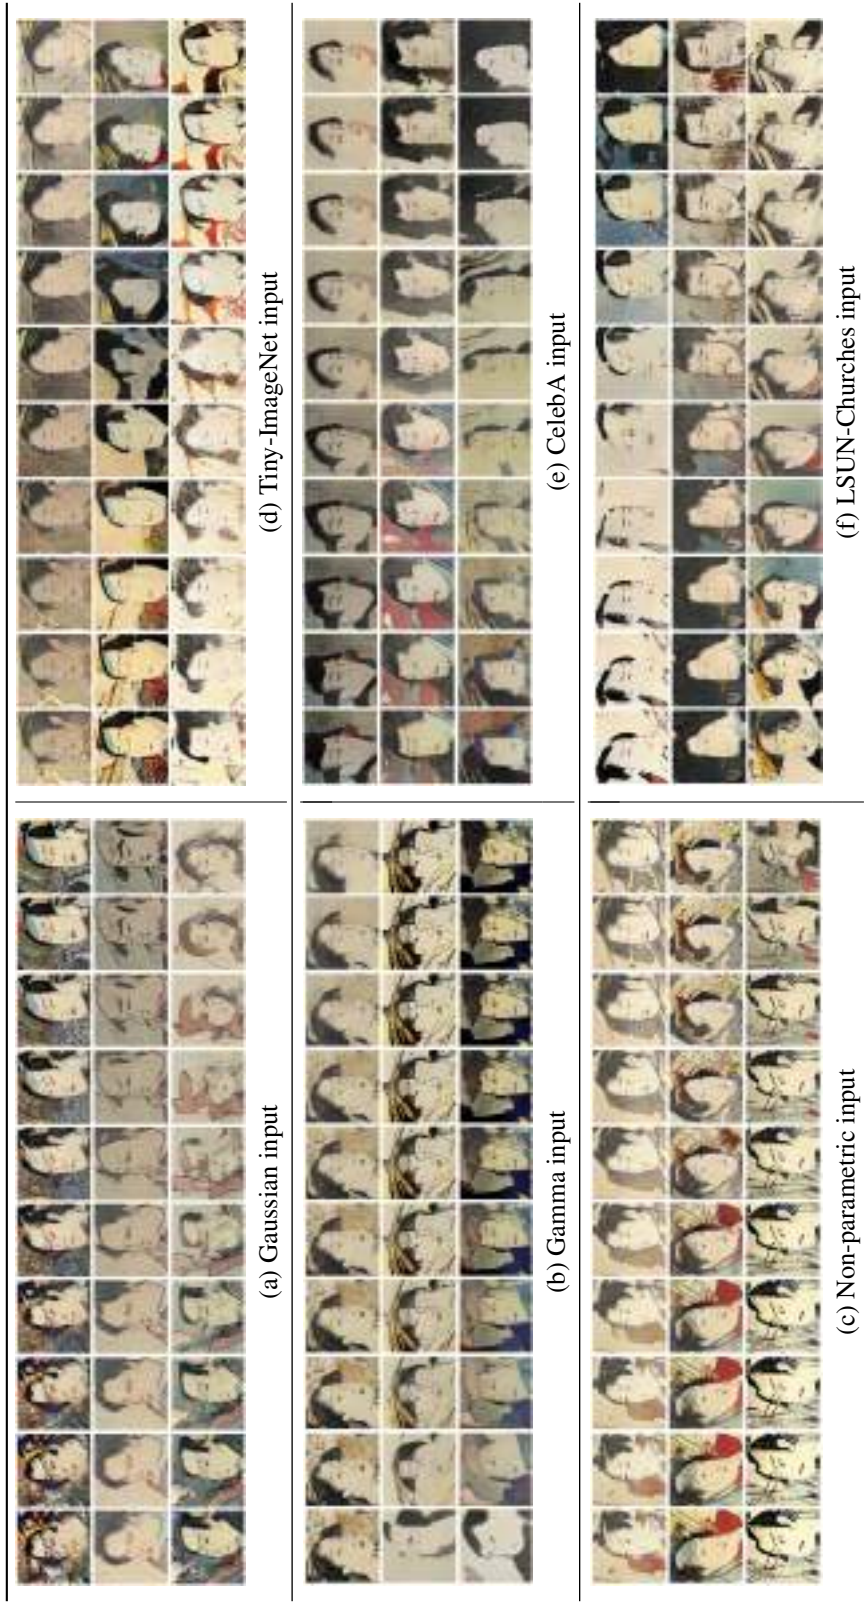 (a) Gaussian input
(d) Tiny-ImageNet input
(b) Gamma input
(e) CelebA input
(c) Non-parametric input
(f) LSUN-Churches input